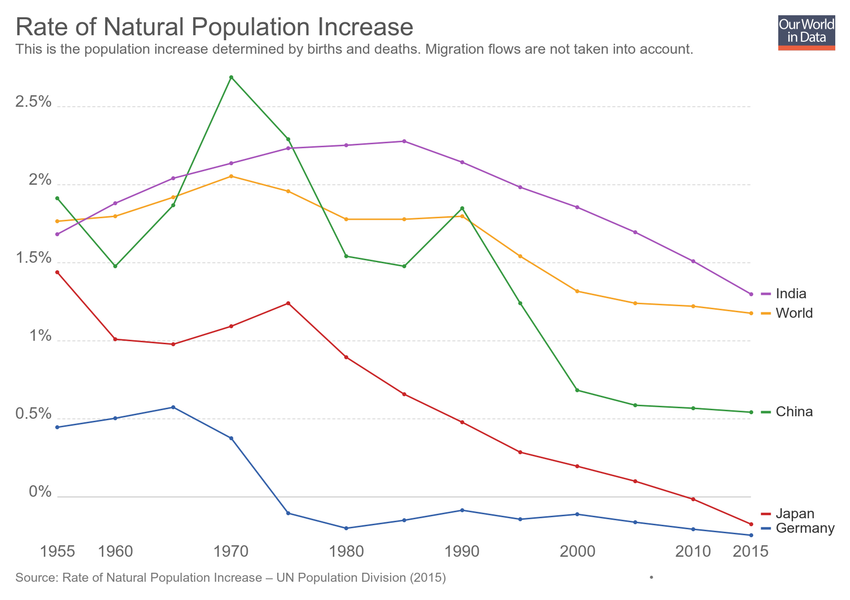 Rate of Natural Population Increase
This is the population increase determined by births and deaths. Migration flows are not taken into account.
Our World
in Data
2.5%
2%
1.5%
1%
0.5%
0%
India
World
China
Japan
Germany
1955 1960 1970 1980 1990 2000 2010 2015
Source: Rate of Natural Population Increase – UN Population Division (2015)